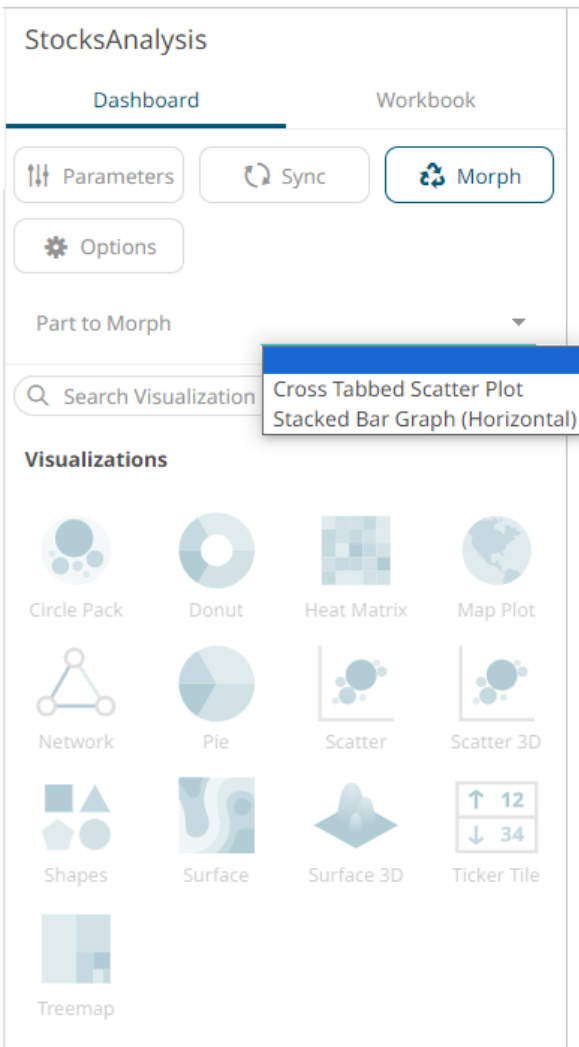 StocksAnalysis
Dashboard Workbook
Parameters Sync Morph
Options
Part to Morph
Cross Tabbed Scatter Plot
Search Visualization
Stacked Bar Graph (Horizontal)
Visualizations
Circle Pack Donut Heat Matrix Map Plot
Network Pie Scatter Scatter 3D
↑ 12
↓ 34
Shapes Surface Surface 3D Ticker Tile
Treemap